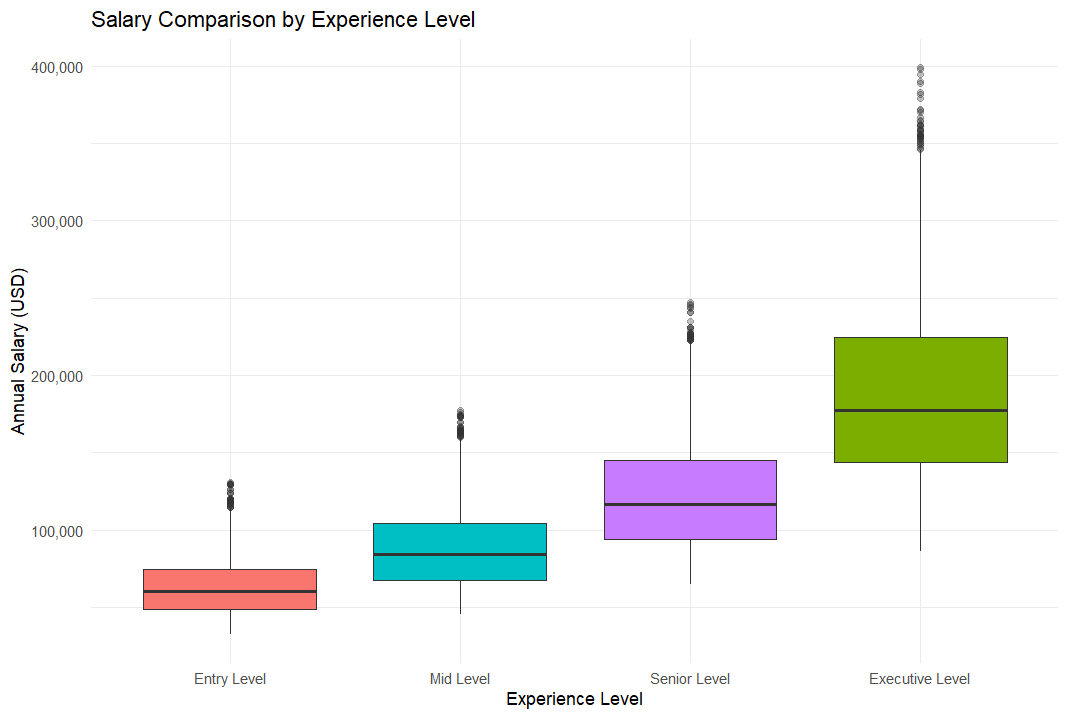 Salary Comparison by Experience Level
Annual Salary (USD)
400,000
300,000
200,000
100,000
Entry Level
Mid Level
Senior Level
Executive Level
Experience Level